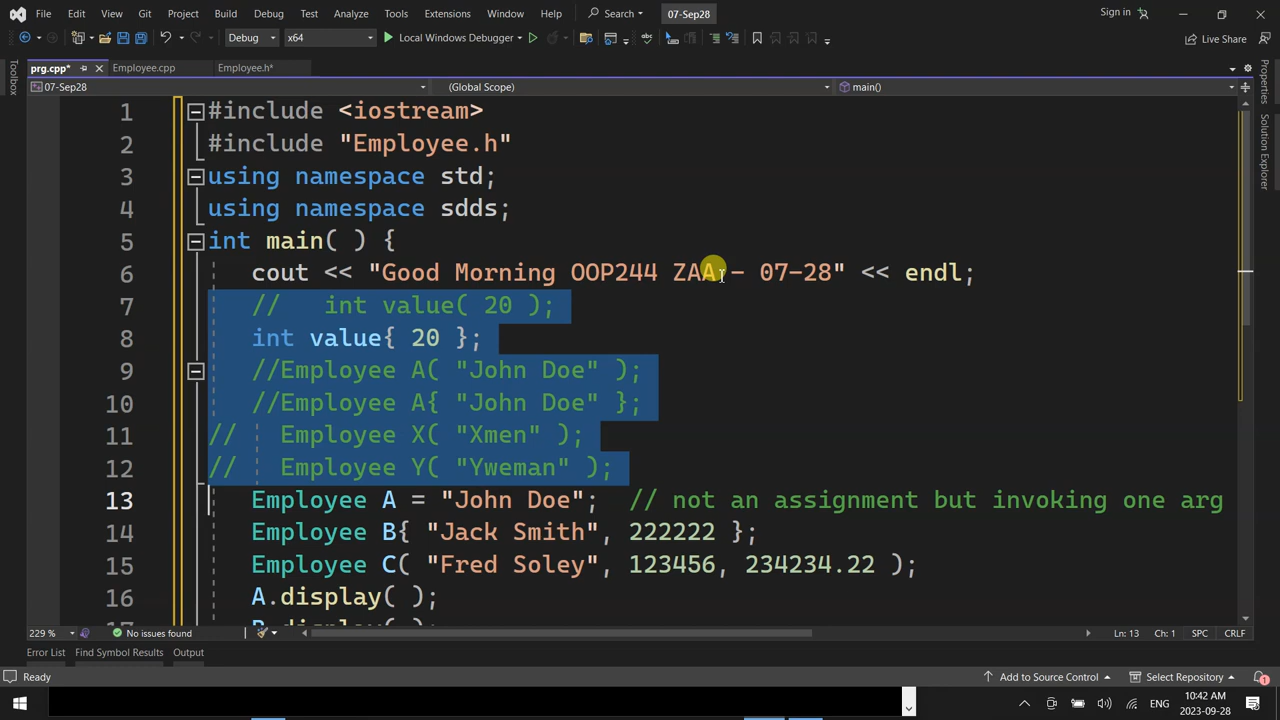 File Edit View Git Project Build Debug Test Analyze Tools Extensions Window Help Search 07-Sep28 Sign in
Debug x64 Local Windows Debugger Live Share
prg.cpp* Employee.cpp Employee.h*
07-Sep28 (Global Scope) main()
Toolbox
Properties
Solution Explorer
1 #include <iostream>
2 #include "Employee.h"
3 using namespace std;
4 using namespace sdds;
5 int main( ) {
6 cout << "Good Morning OOP244 ZAA - 07-28" << endl;
7 //   int value( 20 );
8 int value{ 20 };
9 //Employee A( "John Doe" );
10 //Employee A{ "John Doe" };
11 //   Employee X( "Xmen" );
12 //   Employee Y( "Yweman" );
13 Employee A = "John Doe";  // not an assignment but invoking one arg
14 Employee B{ "Jack Smith", 222222 };
15 Employee C( "Fred Soley", 123456, 234234.22 );
16 A.display( );
229 % No issues found Ln: 13 Ch: 1 SPC CRLF
Error List Find Symbol Results Output
Ready Add to Source Control Select Repository 1
ENG 10:42 AM
2023-09-28